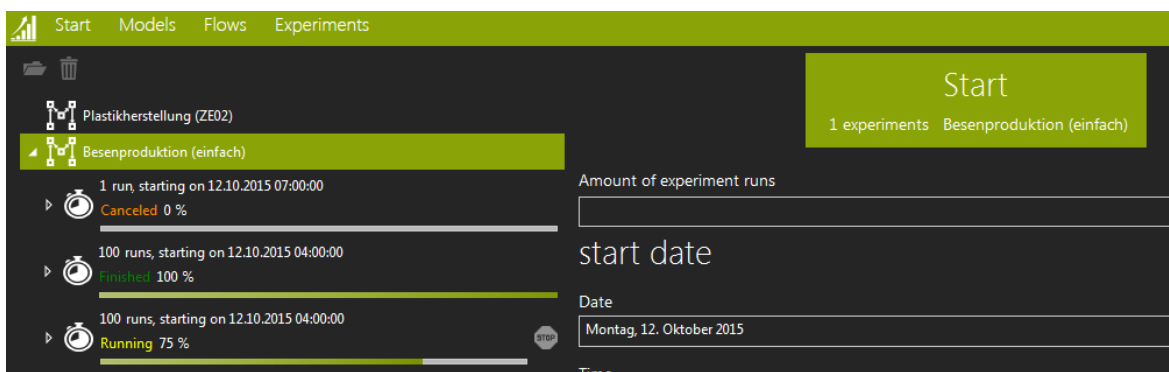 Start Models Flows Experiments
Plastikherstellung (ZE02)
Besenproduktion (einfach)
1 run, starting on 12.10.2015 07:00:00
Canceled 0 %
100 runs, starting on 12.10.2015 04:00:00
Finished 100 %
100 runs, starting on 12.10.2015 04:00:00
Running 75 %
STOP
Start
1 experiments Besenproduktion (einfach)
Amount of experiment runs
start date
Date
Montag, 12. Oktober 2015
Time